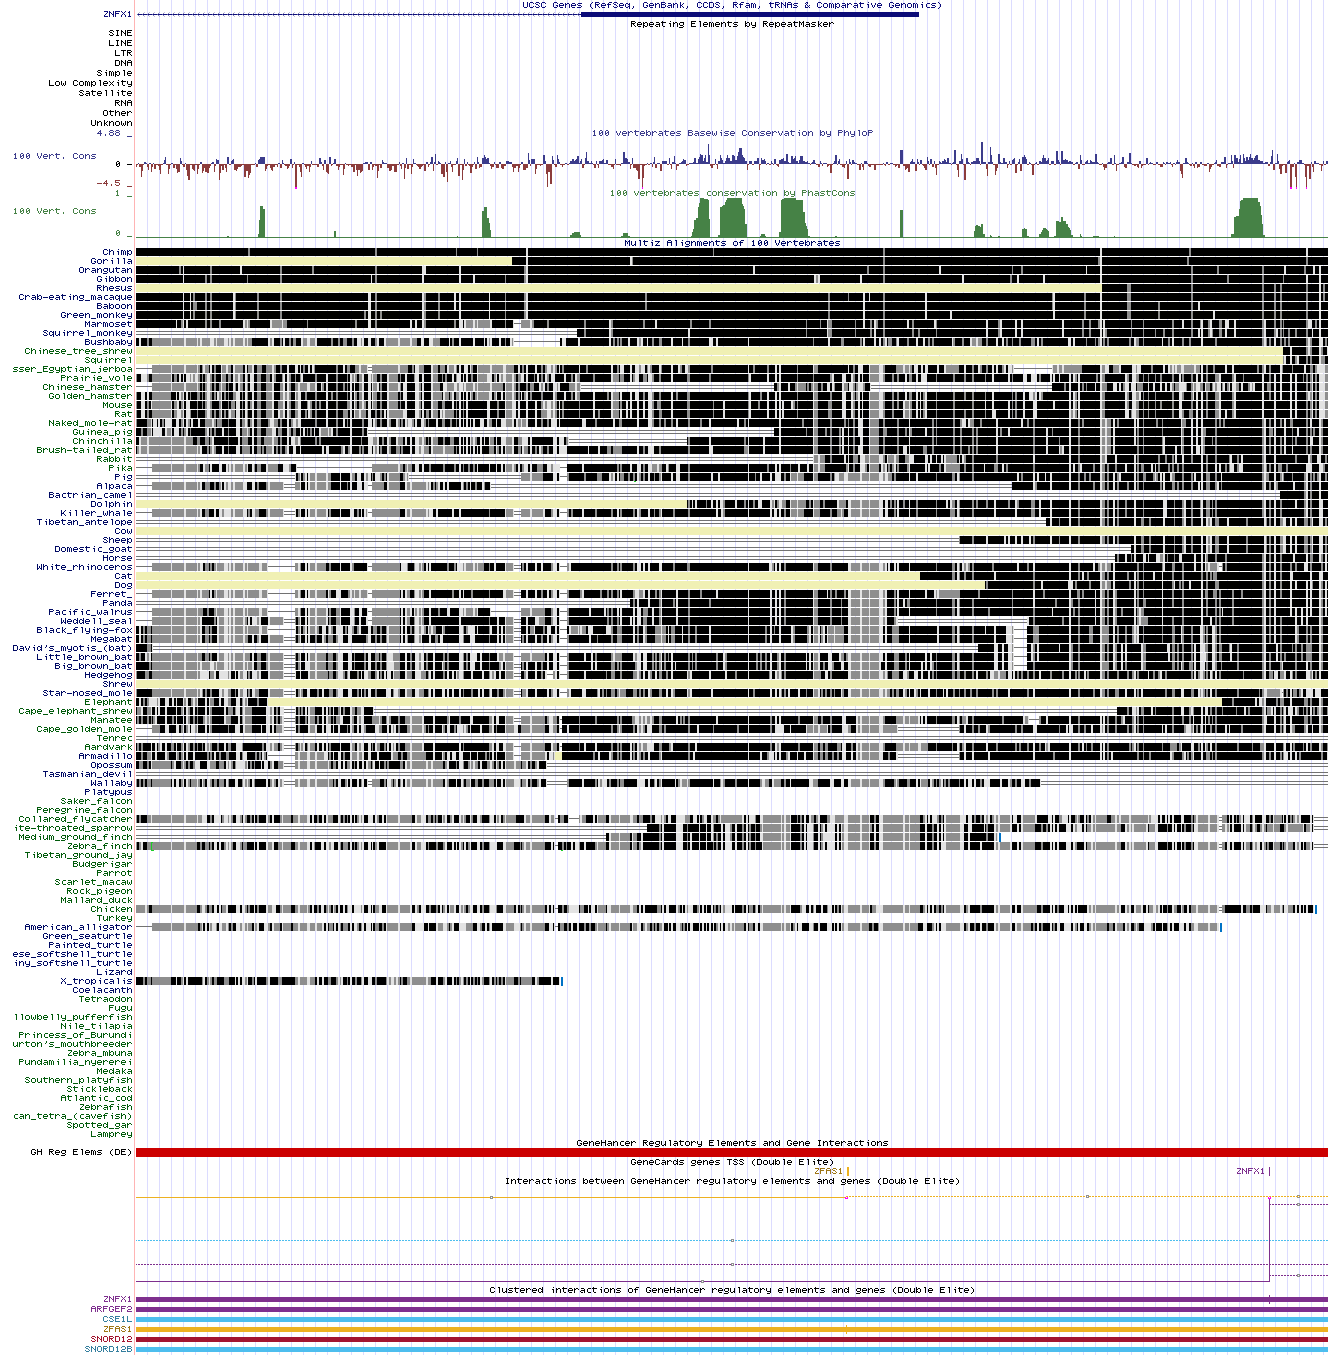 UCSC Genes (RefSeq, GenBank, CCDS, Rfam, tRNAs & Comparative Genomics)
ZNFX1
Repeating Elements by RepeatMasker
SINE
LINE
LTR
DNA
Simple
Low Complexity
Satellite
RNA
Other
Unknown
4.88 _
100 vertebrates Basewise Conservation by PhyloP
100 Vert. Cons
0 _
-4.5 _
100 vertebrates conservation by PhastCons
1 _
100 Vert. Cons
0 _
Multiz Alignments of 100 Vertebrates
Chimp
Gorilla
Orangutan
Gibbon
Rhesus
Crab-eating_macaque
Baboon
Green_monkey
Marmoset
Squirrel_monkey
Bushbaby
Chinese_tree_shrew
Squirrel
sser_Egyptian_jerboa
Prairie_vole
Chinese_hamster
Golden_hamster
Mouse
Rat
Naked_mole-rat
Guinea_pig
Chinchilla
Brush-tailed_rat
Rabbit
Pika
Pig
Alpaca
Bactrian_camel
Dolphin
Killer_whale
Tibetan_antelope
Cow
Sheep
Domestic_goat
Horse
White_rhinoceros
Cat
Dog
Ferret_
Panda
Pacific_walrus
Weddell_seal
Black_flying-fox
Megabat
David's_myotis_(bat)
Little_brown_bat
Big_brown_bat
Hedgehog
Shrew
Star-nosed_mole
Elephant
Cape_elephant_shrew
Manatee
Cape_golden_mole
Tenrec
Aardvark
Armadillo
Opossum
Tasmanian_devil
Wallaby
Platypus
Saker_falcon
Peregrine_falcon
Collared_flycatcher
ite-throated_sparrow
Medium_ground_finch
Zebra_finch
Tibetan_ground_jay
Budgerigar
Parrot
Scarlet_macaw
Rock_pigeon
Mallard_duck
Chicken
Turkey
American_alligator
Green_seaturtle
Painted_turtle
ese_softshell_turtle
iny_softshell_turtle
Lizard
X_tropicalis
Coelacanth
Tetraodon
Fugu
llowbelly_pufferfish
Nile_tilapia
Princess_of_Burundi
urton's_mouthbreeder
Zebra_mbuna
Pundamilia_nyererei
Medaka
Southern_platyfish
Stickleback
Atlantic_cod
Zebrafish
can_tetra_(cavefish)
Spotted_gar
Lamprey
GeneHancer Regulatory Elements and Gene Interactions
GH Reg Elems (DE)
GeneCards genes TSS (Double Elite)
ZFAS1
ZNFX1
Interactions between GeneHancer regulatory elements and genes (Double Elite)
Clustered interactions of GeneHancer regulatory elements and genes (Double Elite)
ZNFX1
ARFGEF2
CSE1L
ZFAS1
SNORD12
SNORD12B